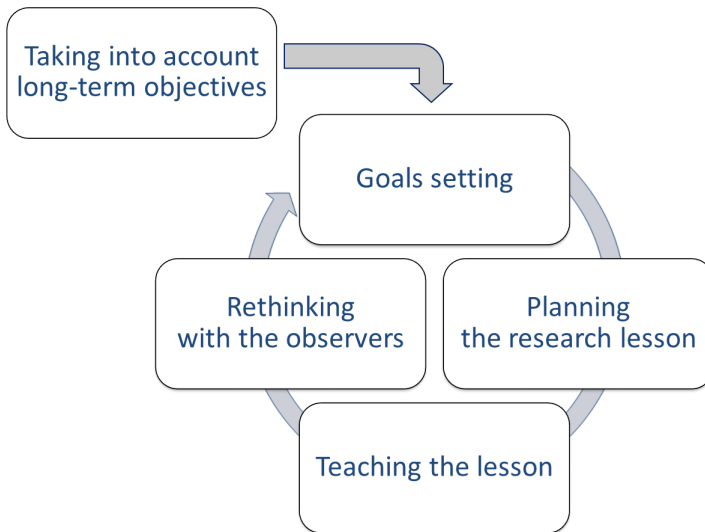 Taking into account
long-term objectives
Goals setting
Planning
the research lesson
Teaching the lesson
Rethinking
with the observers